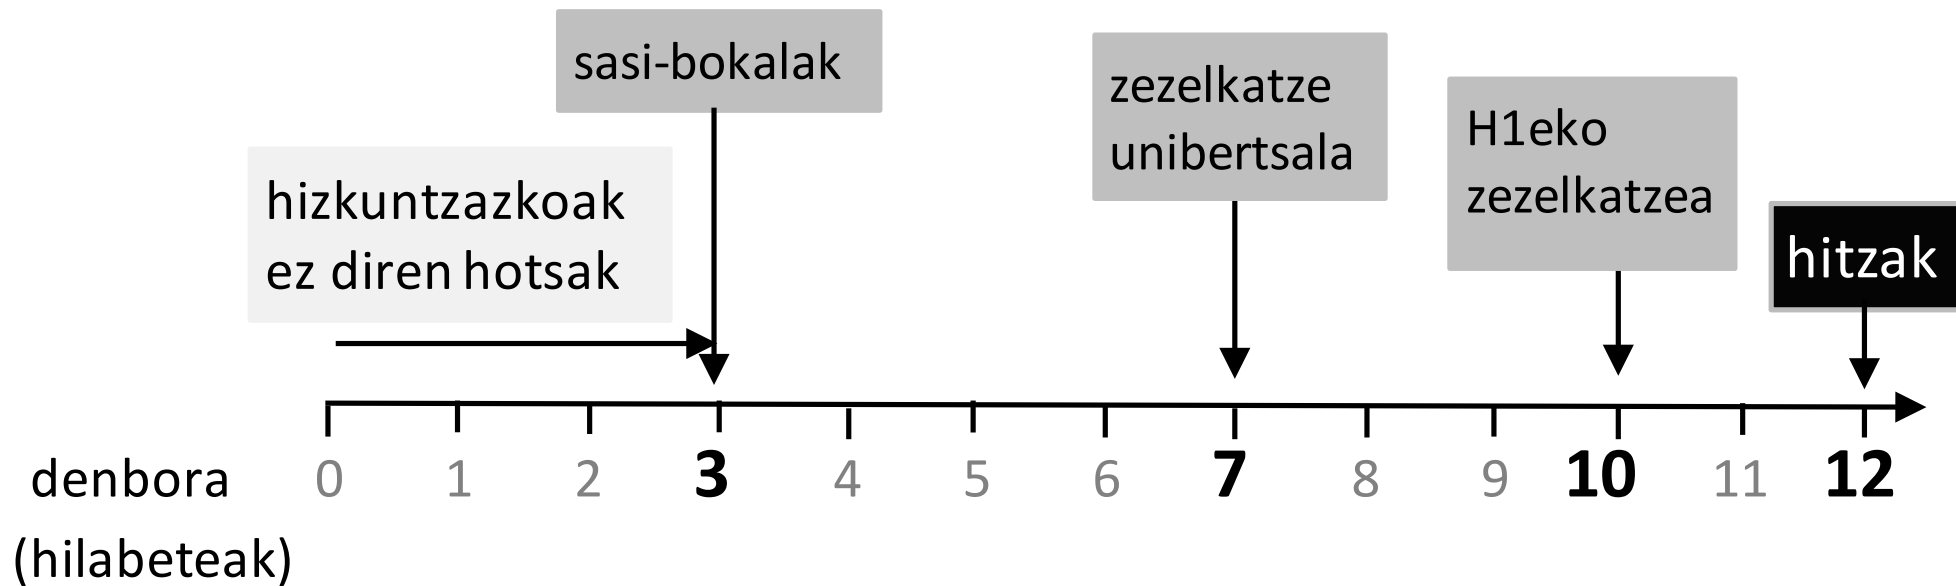 sasi-bokalak
zezelkatze
unibertsala
H1eko
zezelkatzea
hizkuntzazkoak
ez diren hotsak
hitzak
denbora
(hilabeteak)
0 1 2 3 4 5 6 7 8 9 10 11 12